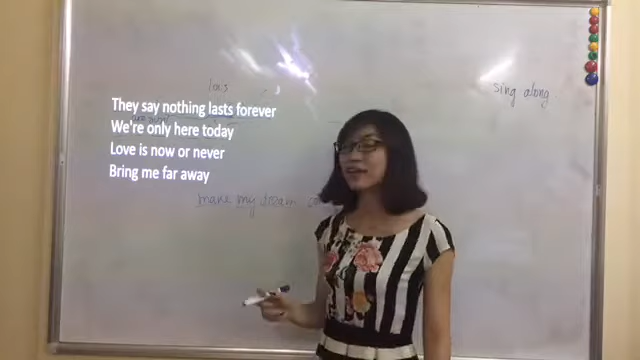 sing along
They say nothing lasts forever
We're only here today
Love is now or never
Bring me far away
make my dream